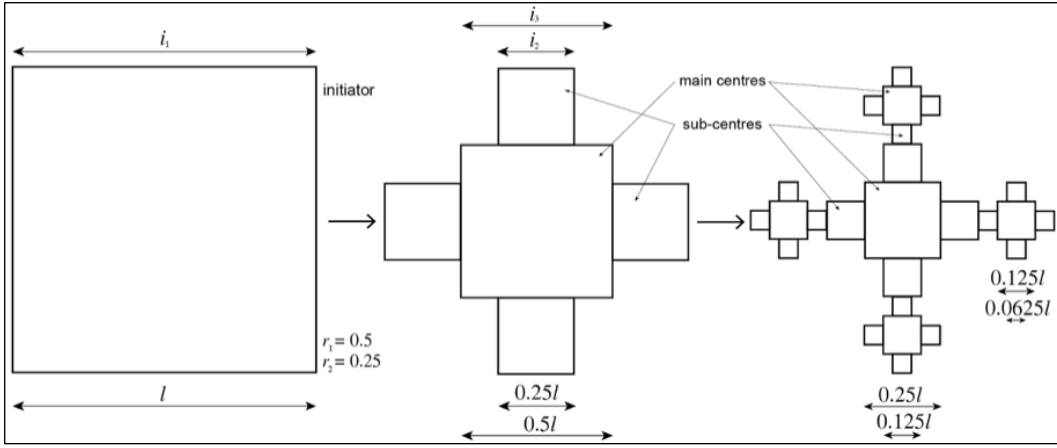 i₁
initiator
r₁ = 0.5
r₂ = 0.25
l
i₃
i₂
0.25l
0.5l
main centres
sub-centres
0.125l
0.0625l
0.25l
0.125l